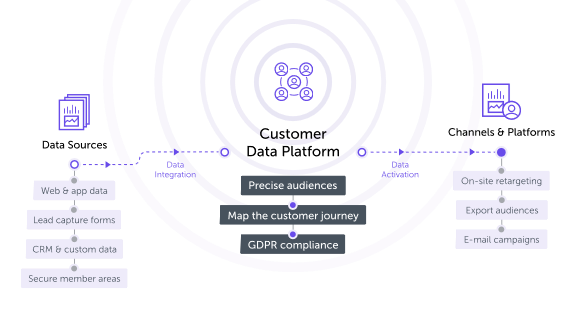 Data Sources
Web & app data
Lead capture forms
CRM & custom data
Secure member areas
Data
Integration
Customer
Data Platform
Precise audiences
Map the customer journey
GDPR compliance
Data
Activation
Channels & Platforms
On-site retargeting
Export audiences
E-mail campaigns